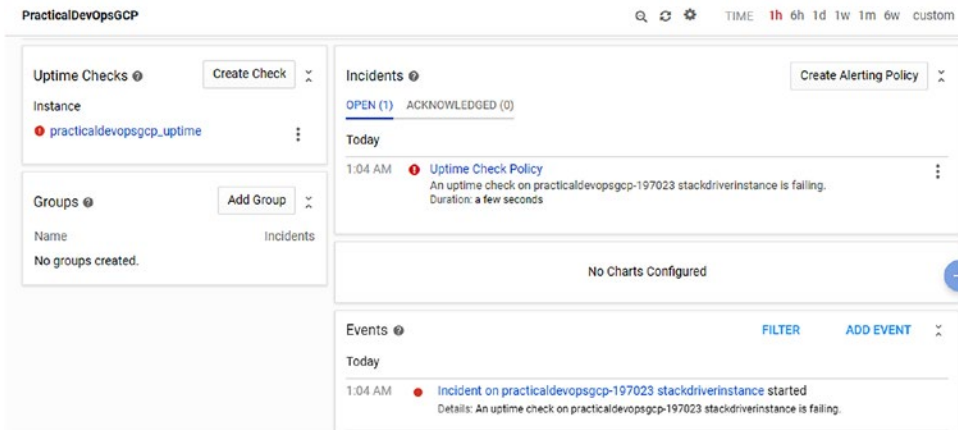 PracticalDevOpsGCP
TIME 1h 6h 1d 1w 1m 6w custom
Uptime Checks
Create Check
Instance
practicaldevopsgcp_uptime
Groups
Add Group
Name Incidents
No groups created.
Incidents
Create Alerting Policy
OPEN (1) ACKNOWLEDGED (0)
Today
1:04 AM Uptime Check Policy
An uptime check on practicaldevopsgcp-197023 stackdriverinstance is failing.
Duration: a few seconds
No Charts Configured
Events
FILTER ADD EVENT
Today
1:04 AM Incident on practicaldevopsgcp-197023 stackdriverinstance started
Details: An uptime check on practicaldevopsgcp-197023 stackdriverinstance is failing.